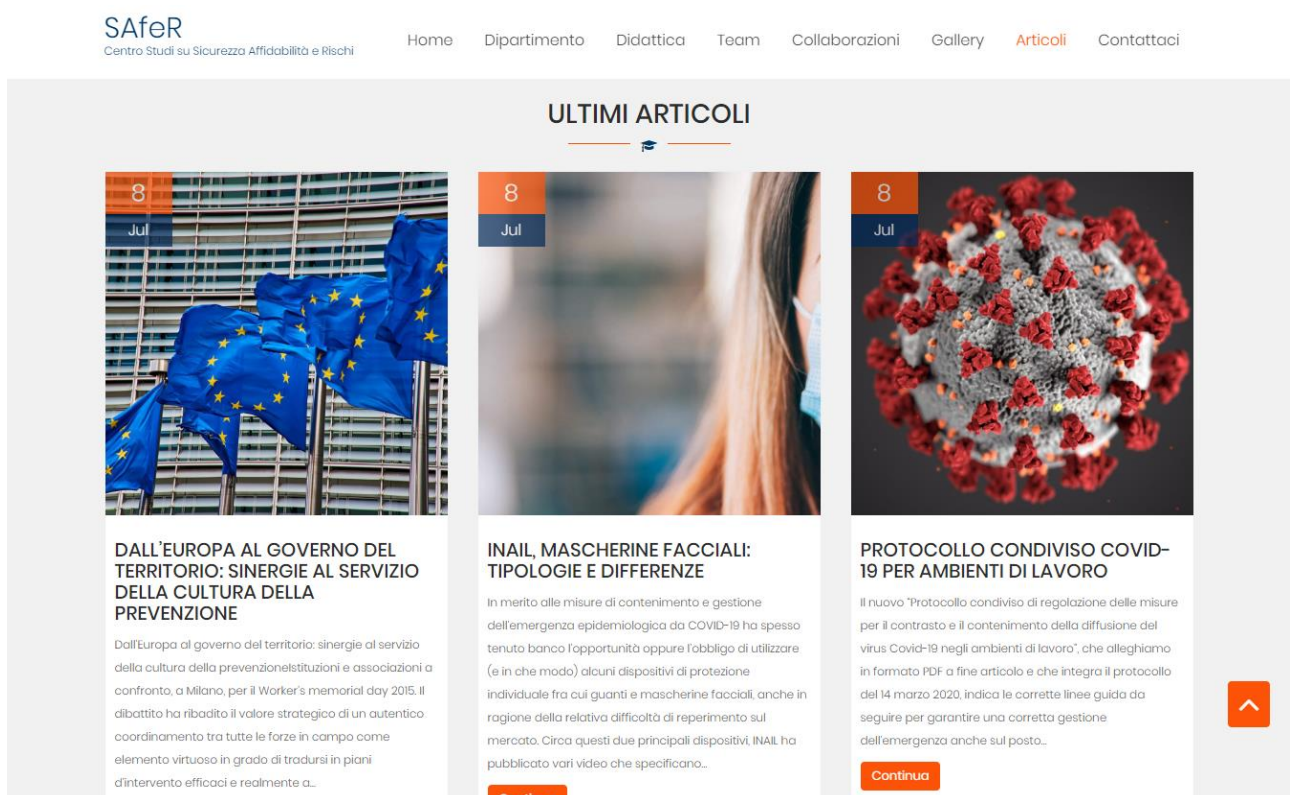 SAfeR
Centro Studi su Sicurezza Affidabilità e Rischi
Home Dipartimento Didattica Team Collaborazioni Gallery Articoli Contattaci
ULTIMI ARTICOLI
8
Jul
DALL'EUROPA AL GOVERNO DEL
TERRITORIO: SINERGIE AL SERVIZIO
DELLA CULTURA DELLA
PREVENZIONE
Dall'Europa al governo del territorio: sinergie al servizio
della cultura della prevenzioneIstituzioni e associazioni a
confronto, a Milano, per il Worker's memorial day 2015. Il
dibattito ha ribadito il valore strategico di un autentico
coordinamento tra tutte le forze in campo come
elemento virtuoso in grado di tradursi in piani
d'intervento efficaci e realmente a...
8
Jul
INAIL, MASCHERINE FACCIALI:
TIPOLOGIE E DIFFERENZE
In merito alle misure di contenimento e gestione
dell'emergenza epidemiologica da COVID-19 ha spesso
tenuto banco l'opportunità oppure l'obbligo di utilizzare
(e in che modo) alcuni dispositivi di protezione
individuale fra cui guanti e mascherine facciali, anche in
ragione della relativa difficoltà di reperimento sul
mercato. Circa questi due principali dispositivi, INAIL ha
pubblicato vari video che specificano...
8
Jul
PROTOCOLLO CONDIVISO COVID-
19 PER AMBIENTI DI LAVORO
Il nuovo "Protocollo condiviso di regolazione delle misure
per il contrasto e il contenimento della diffusione del
virus Covid-19 negli ambienti di lavoro", che alleghiamo
in formato PDF a fine articolo e che integra il protocollo
del 14 marzo 2020, indica le corrette linee guida da
seguire per garantire una corretta gestione
dell'emergenza anche sul posto...
Continua